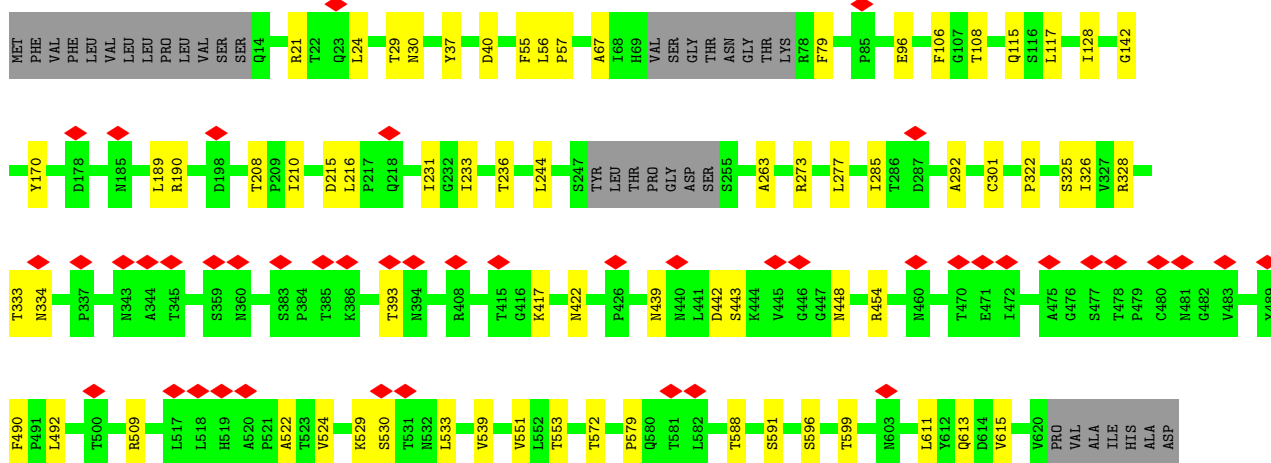 MET PHE VAL PHE LEU VAL LEU LEU PRO LEU VAL SER SER Q14 R21 T22 Q23 L24 T29 N30 Y37 D40 F55 L56 P57 A67 I68 H69 VAL SER GLY THR ASN GLY THR LYS R78 F79 P85 E96 F106 G107 T108 Q115 S116 L117 I128 G142
Y170 D178 N185 L189 R190 D198 T208 P209 I210 D215 L216 P217 Q218 I231 G232 I233 T236 L244 S247 TYR LEU THR PRO GLY ASP SER S255 A263 R273 L277 I285 T286 D287 A292 C301 P322 S325 I326 V327 R328
T333 N334 P337 N343 A344 T345 S359 N360 S383 P384 T385 K386 T393 N394 R408 T415 G416 K417 N422 P426 N439 N440 L441 D442 S443 K444 V445 G446 G447 N448 R454 N460 T470 E471 I472 A475 G476 S477 T478 P479 C480 N481 G482 V483 Y489
F490 P491 L492 T500 R509 L517 L518 H519 A520 P521 A522 T523 V524 K529 S530 T531 N532 L533 V539 V551 L552 T553 T572 P579 Q580 T581 L582 T588 S591 S596 T599 N603 L611 Y612 Q613 D614 V615 V620 PRO VAL ALA ILE HIS ALA ASP